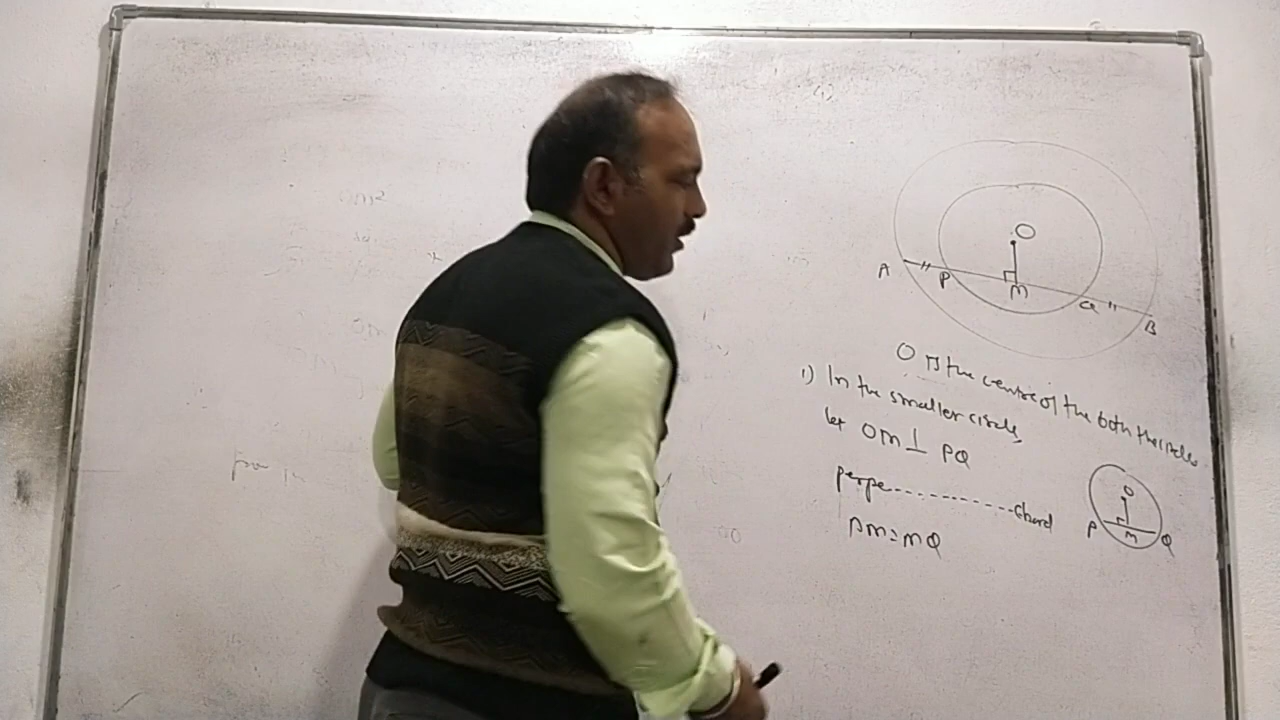 O
A
P
M
Q
B
O is the centre of the both the circles
1) In the smaller circle,
let OM ⊥ PQ
perpe------------chord
PM = MQ
O
P
M
Q